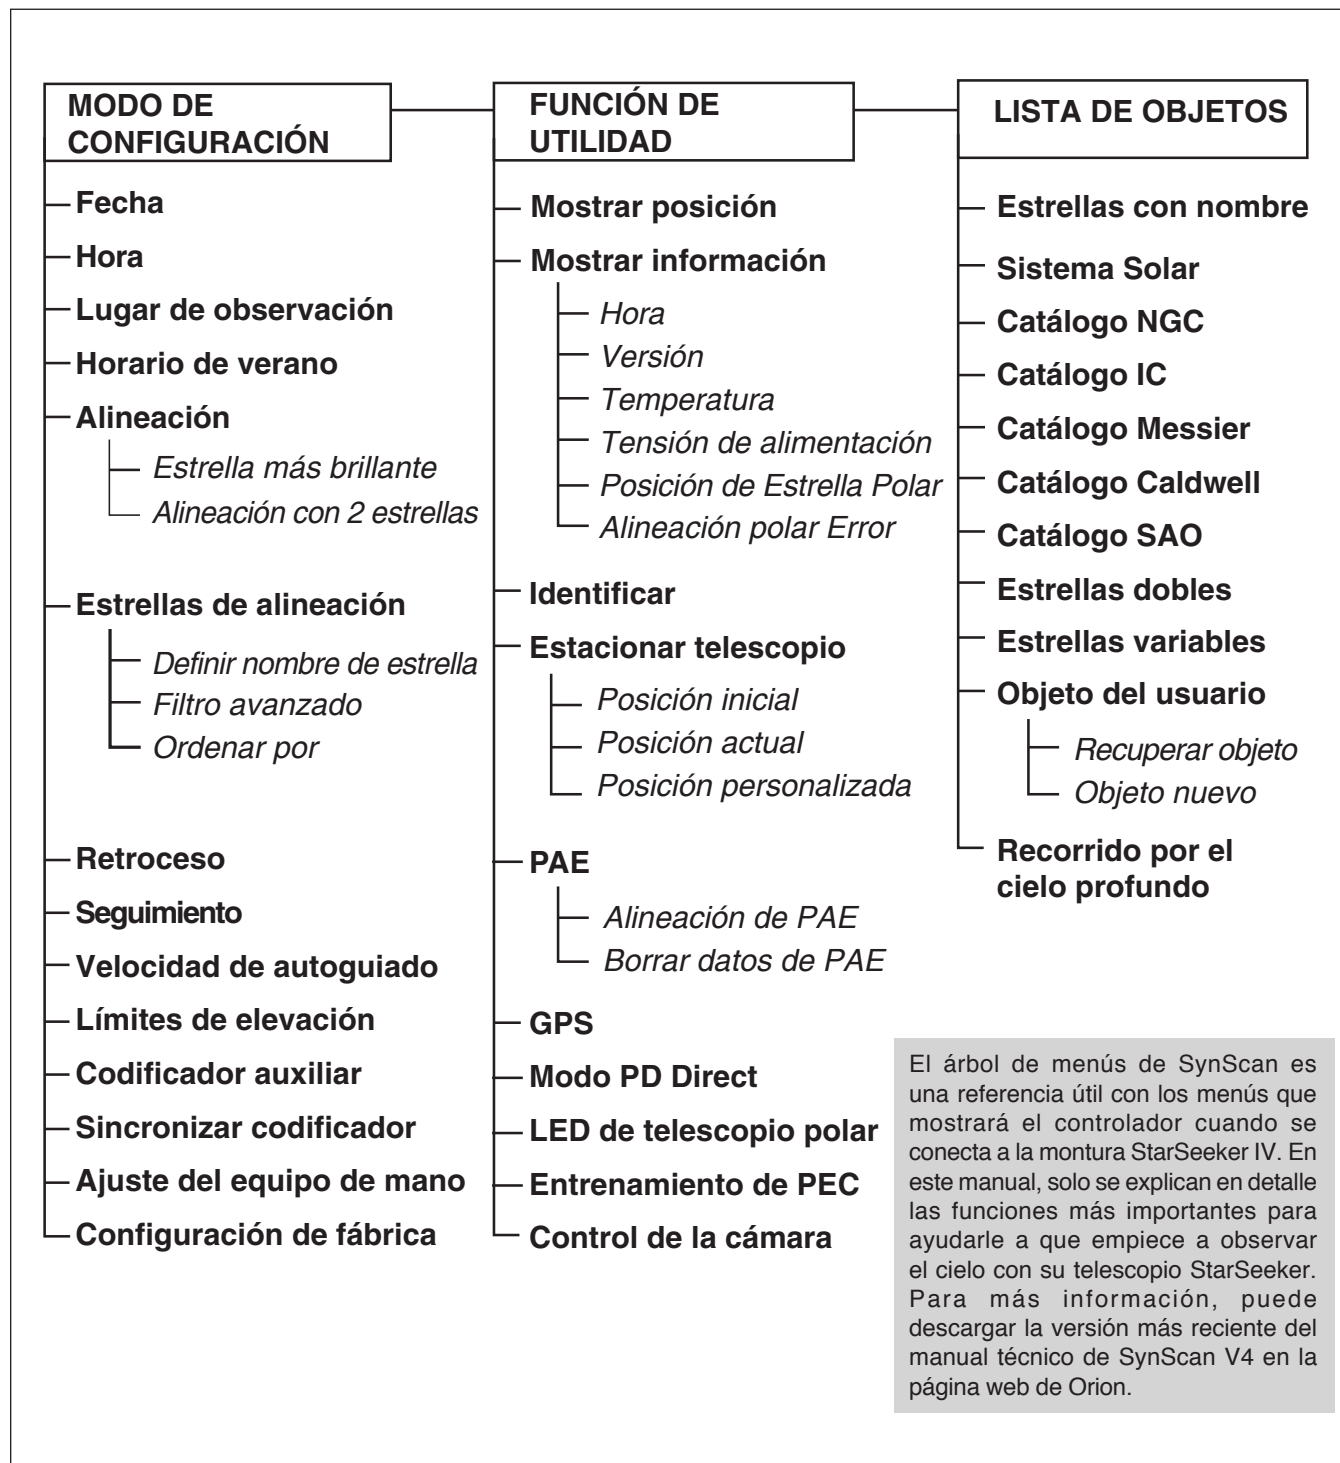 MODO DE
CONFIGURACIÓN
Fecha
Hora
Lugar de observación
Horario de verano
Alineación
Estrella más brillante
Alineación con 2 estrellas
Estrellas de alineación
Definir nombre de estrella
Filtro avanzado
Ordenar por
Retroceso
Seguimiento
Velocidad de autoguiado
Límites de elevación
Codificador auxiliar
Sincronizar codificador
Ajuste del equipo de mano
Configuración de fábrica
FUNCIÓN DE
UTILIDAD
Mostrar posición
Mostrar información
Hora
Versión
Temperatura
Tensión de alimentación
Posición de Estrella Polar
Alineación polar Error
Identificar
Estacionar telescopio
Posición inicial
Posición actual
Posición personalizada
PAE
Alineación de PAE
Borrar datos de PAE
GPS
Modo PD Direct
LED de telescopio polar
Entrenamiento de PEC
Control de la cámara
LISTA DE OBJETOS
Estrellas con nombre
Sistema Solar
Catálogo NGC
Catálogo IC
Catálogo Messier
Catálogo Caldwell
Catálogo SAO
Estrellas dobles
Estrellas variables
Objeto del usuario
Recuperar objeto
Objeto nuevo
Recorrido por el
cielo profundo
El árbol de menús de SynScan es
una referencia útil con los menús que
mostrará el controlador cuando se
conecta a la montura StarSeeker IV. En
este manual, solo se explican en detalle
las funciones más importantes para
ayudarle a que empiece a observar
el cielo con su telescopio StarSeeker.
Para más información, puede
descargar la versión más reciente del
manual técnico de SynScan V4 en la
página web de Orion.